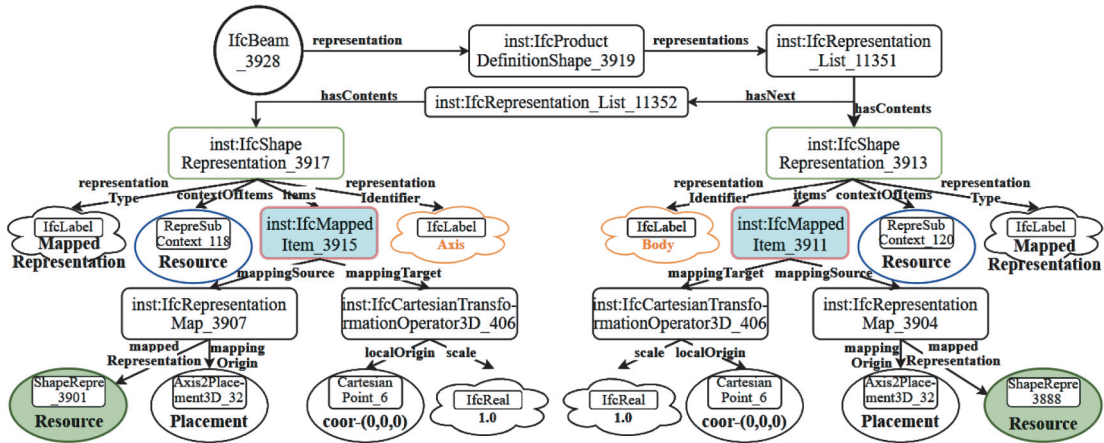 IfcBeam
_3928
representation
inst:IfcProduct
DefinitionShape_3919
representations
inst:IfcRepresentation
_List_11351
hasContents
inst:IfcRepresentation_List_11352
hasNext
hasContents
inst:IfcShape
Representation_3917
inst:IfcShape
Representation_3913
representation
Type
contextOfItems
items
representation
Identifier
representation
Identifier
items
contextOfItems
representation
Type
IfcLabel
Mapped
Representation
RepreSub
Context_118
Resource
inst:IfcMapped
Item_3915
IfcLabel
Axis
IfcLabel
Body
inst:IfcMapped
Item_3911
RepreSub
Context_120
Resource
IfcLabel
Mapped
Representation
mappingSource
mappingTarget
mappingTarget
mappingSource
inst:IfcRepresentation
Map_3907
inst:IfcCartesianTransfo-
rmationOperator3D_406
inst:IfcCartesianTransfo-
rmationOperator3D_406
inst:IfcRepresentation
Map_3904
mapped
Representation
mapping
Origin
localOrigin
scale
scale
localOrigin
mapping
Origin
mapped
Representation
ShapeRepre
_3901
Resource
Axis2Place-
ment3D_32
Placement
Cartesian
Point_6
coor-(0,0,0)
IfcReal
1.0
IfcReal
1.0
Cartesian
Point_6
coor-(0,0,0)
Axis2Place-
ment3D_32
Placement
ShapeRepre
_3888
Resource